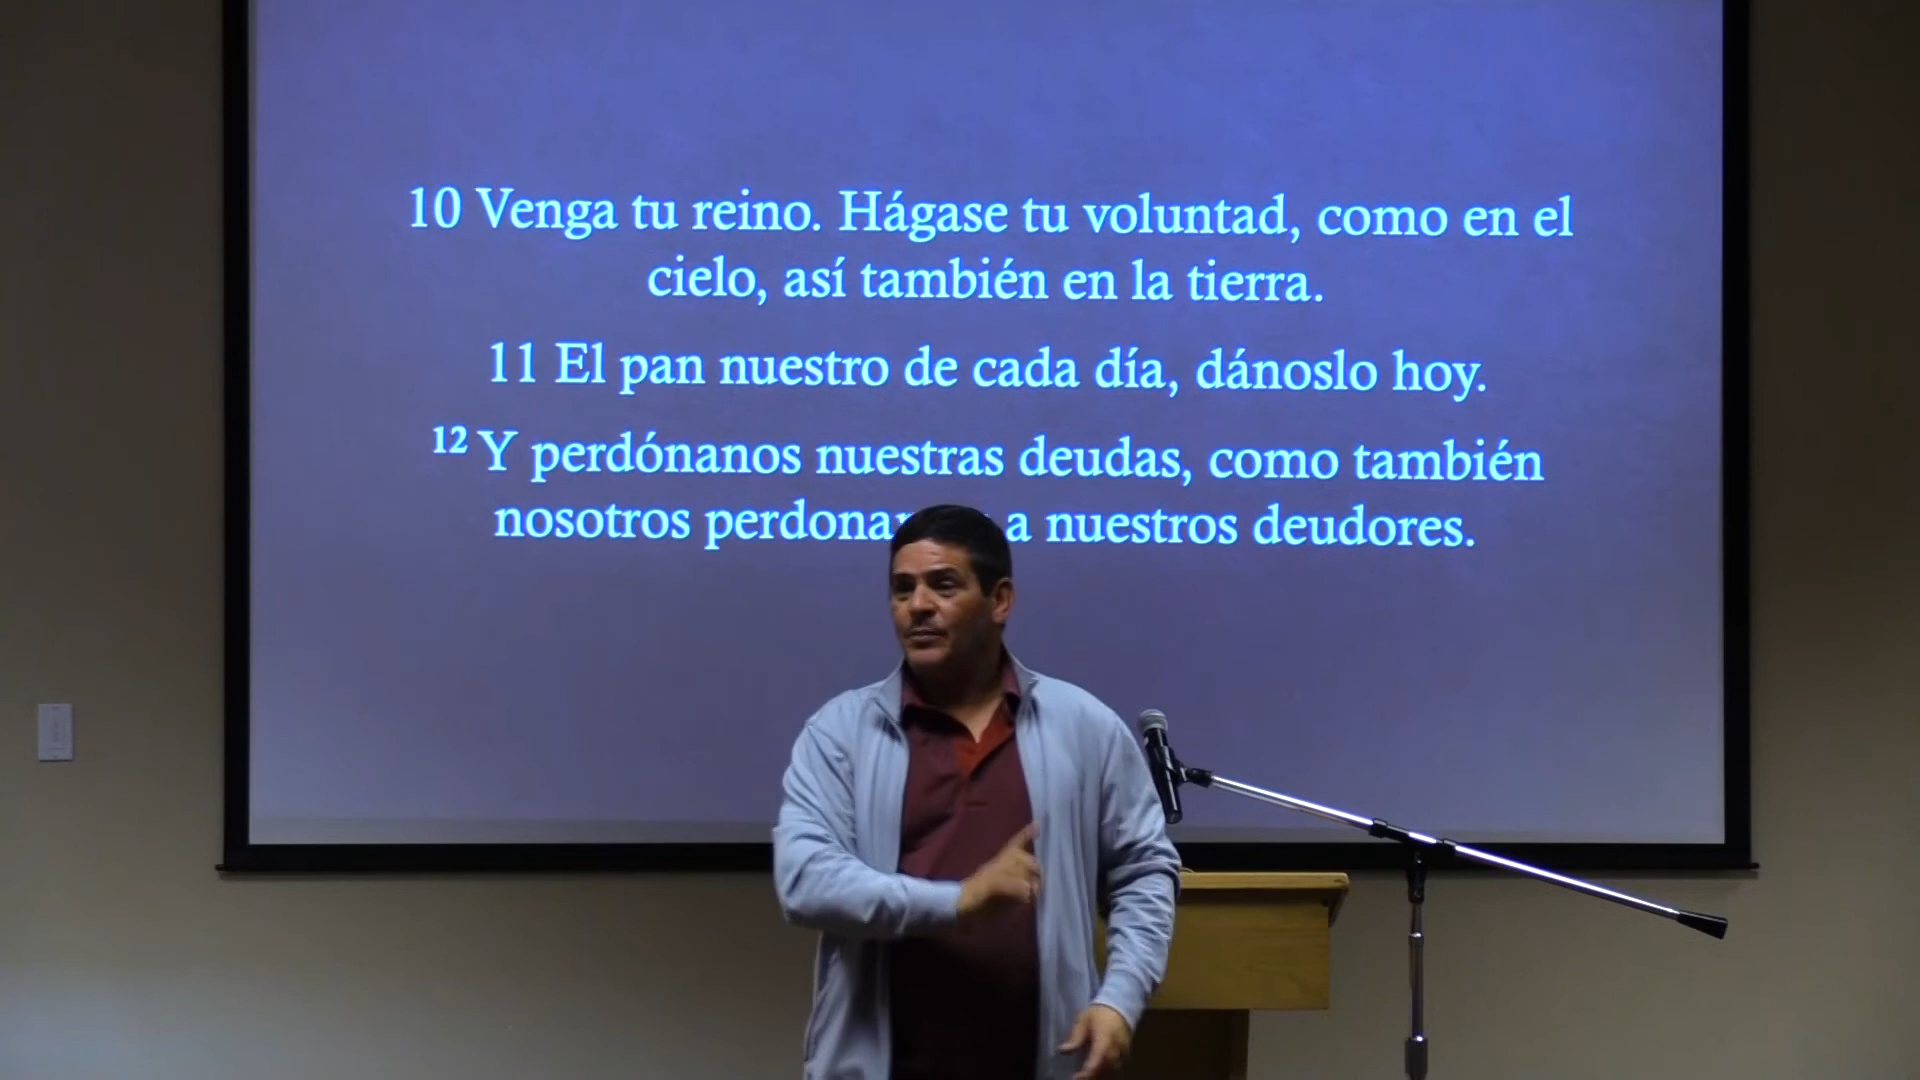 10 Venga tu reino. Hágase tu voluntad, como en el
cielo, así también en la tierra.
11 El pan nuestro de cada día, dánoslo hoy.
12 Y perdónanos nuestras deudas, como también
nosotros a nuestros deudores.